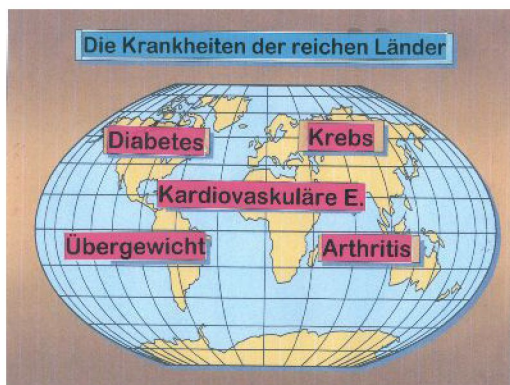 Die Krankheiten der reichen Länder
Diabetes
Krebs
Kardiovaskuläre E.
Übergewicht
Arthritis